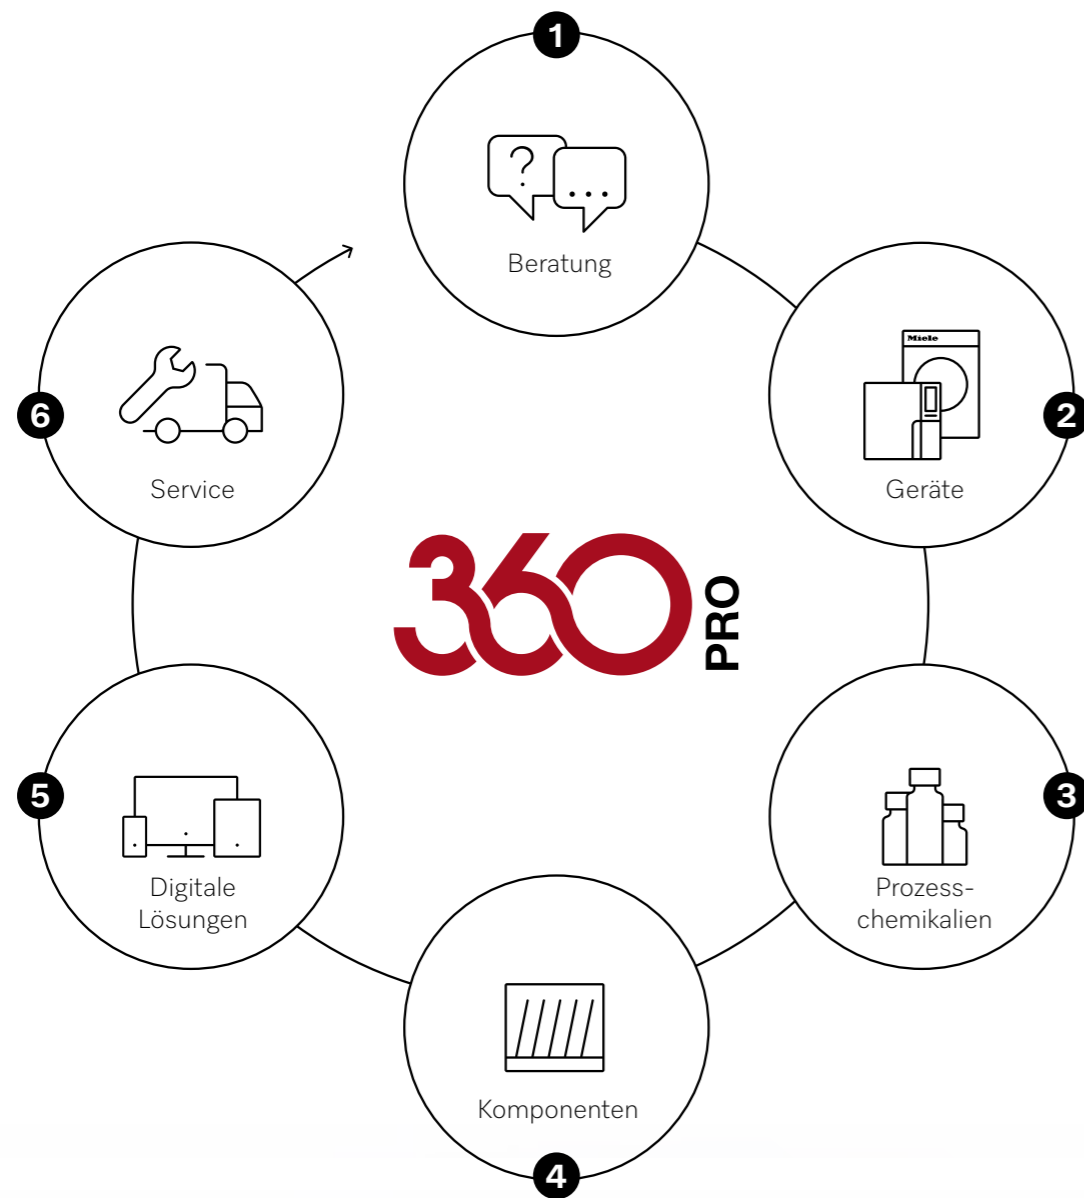 1
Beratung
Miele
2
Geräte
3
Prozess-
chemikalien
4
Komponenten
5
Digitale
Lösungen
6
Service
360 PRO